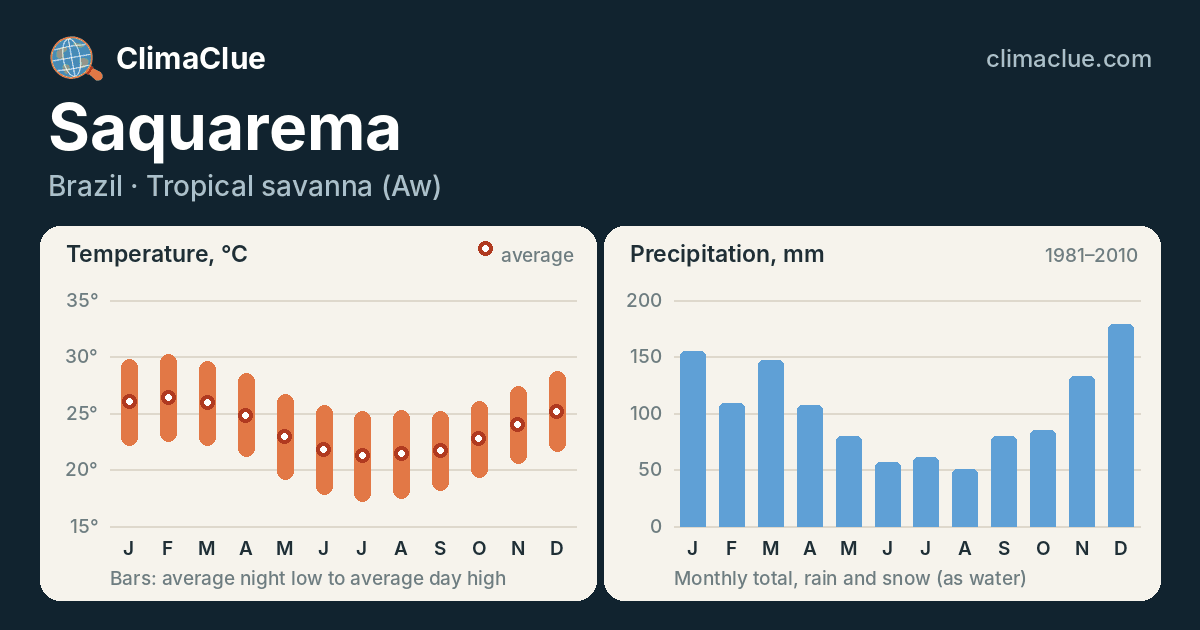 ClimaClue
climaclue.com
Saquarema
Brazil · Tropical savanna (Aw)
Temperature, °C
average
35°
30°
25°
20°
15°
J F M A M J J A S O N D
Bars: average night low to average day high
Precipitation, mm
1981–2010
200
150
100
50
0
J F M A M J J A S O N D
Monthly total, rain and snow (as water)